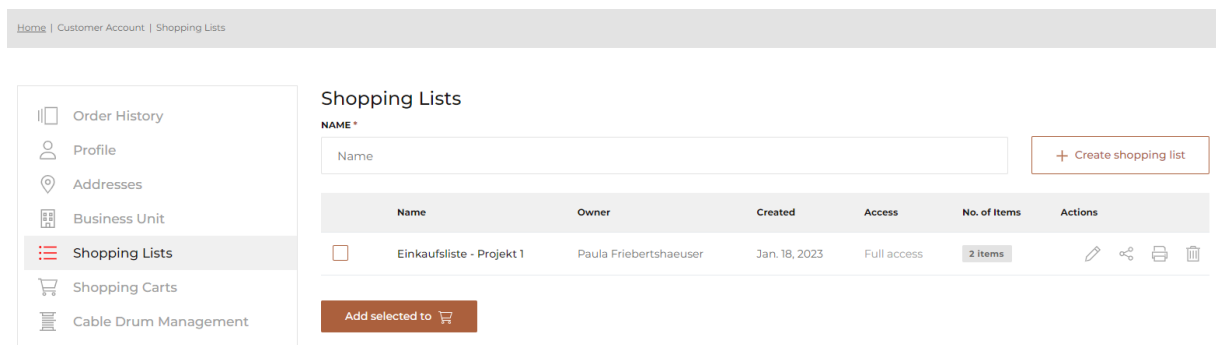 Home | Customer Account | Shopping Lists
Order History
Profile
Addresses
Business Unit
Shopping Lists
Shopping Carts
Cable Drum Management
Shopping Lists
NAME *
Name
+ Create shopping list
Name Owner Created Access No. of Items Actions
Einkaufsliste - Projekt 1 Paula Friebertshaeuser Jan. 18, 2023 Full access 2 items
Add selected to